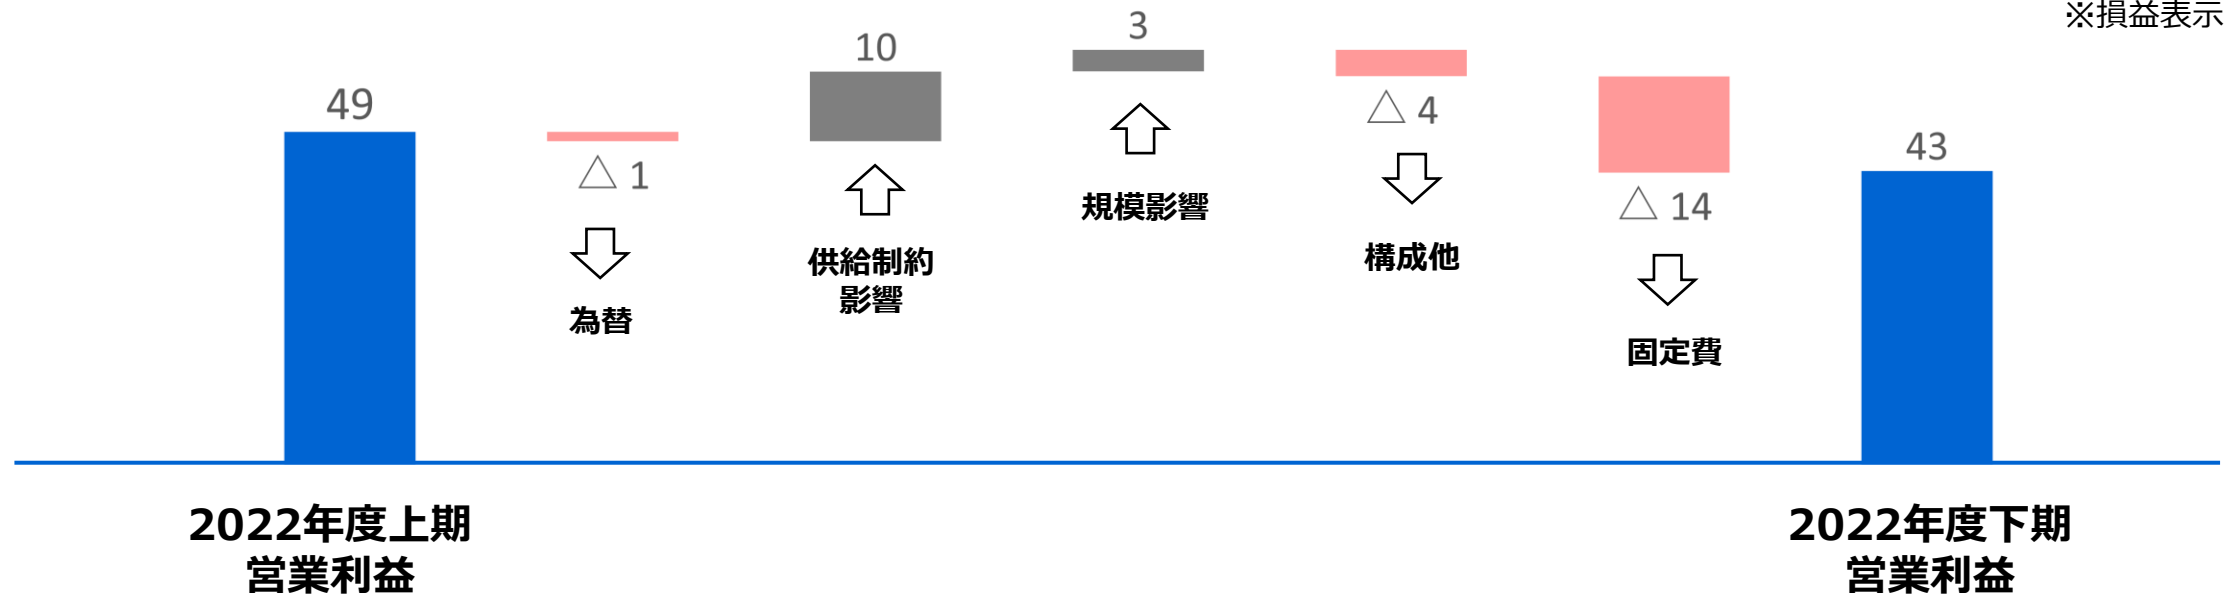 ※損益表示
49
△ 1
為替
10
供給制約
影響
3
規模影響
△ 4
構成他
△ 14
固定費
43
2022年度上期
営業利益
2022年度下期
営業利益